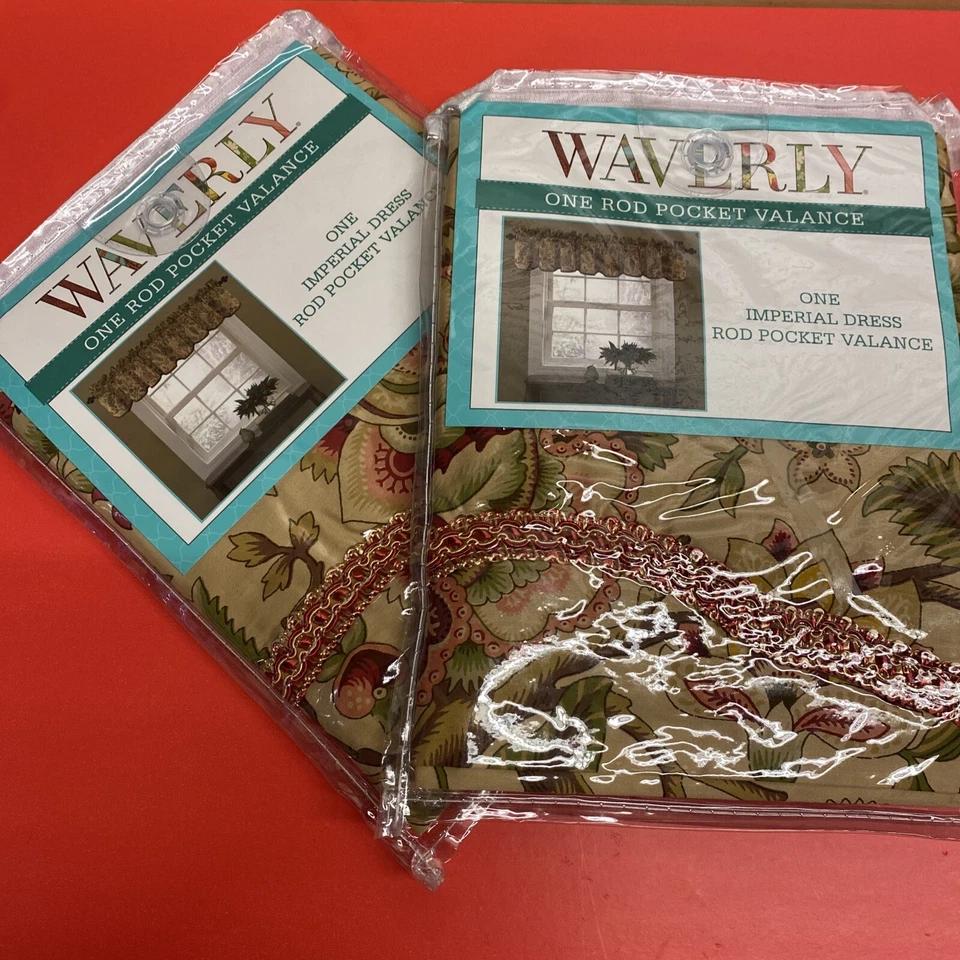 WAVERLY
ONE ROD POCKET VALANCE
ONE
IMPERIAL DRESS
ROD POCKET VALANC
WAVERLY
ONE ROD POCKET VALANCE
ONE
IMPERIAL DRESS
ROD POCKET VALANCE